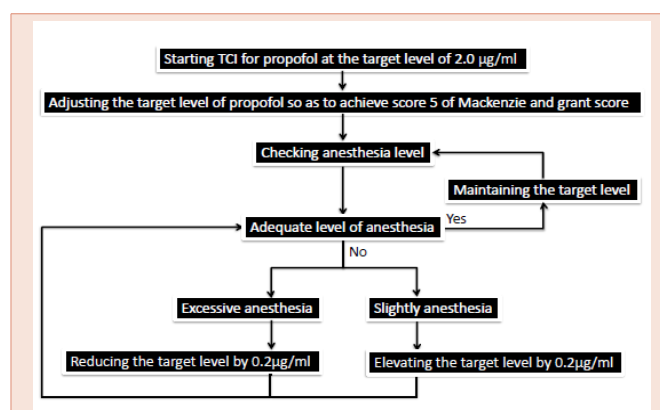 Starting TCI for propofol at the target level of 2.0 µg/ml
Adjusting the target level of propofol so as to achieve score 5 of Mackenzie and grant score
Checking anesthesia level
Maintaining the target level
Adequate level of anesthesia
Yes
No
Excessive anesthesia
Slightly anesthesia
Reducing the target level by 0.2µg/ml
Elevating the target level by 0.2µg/ml